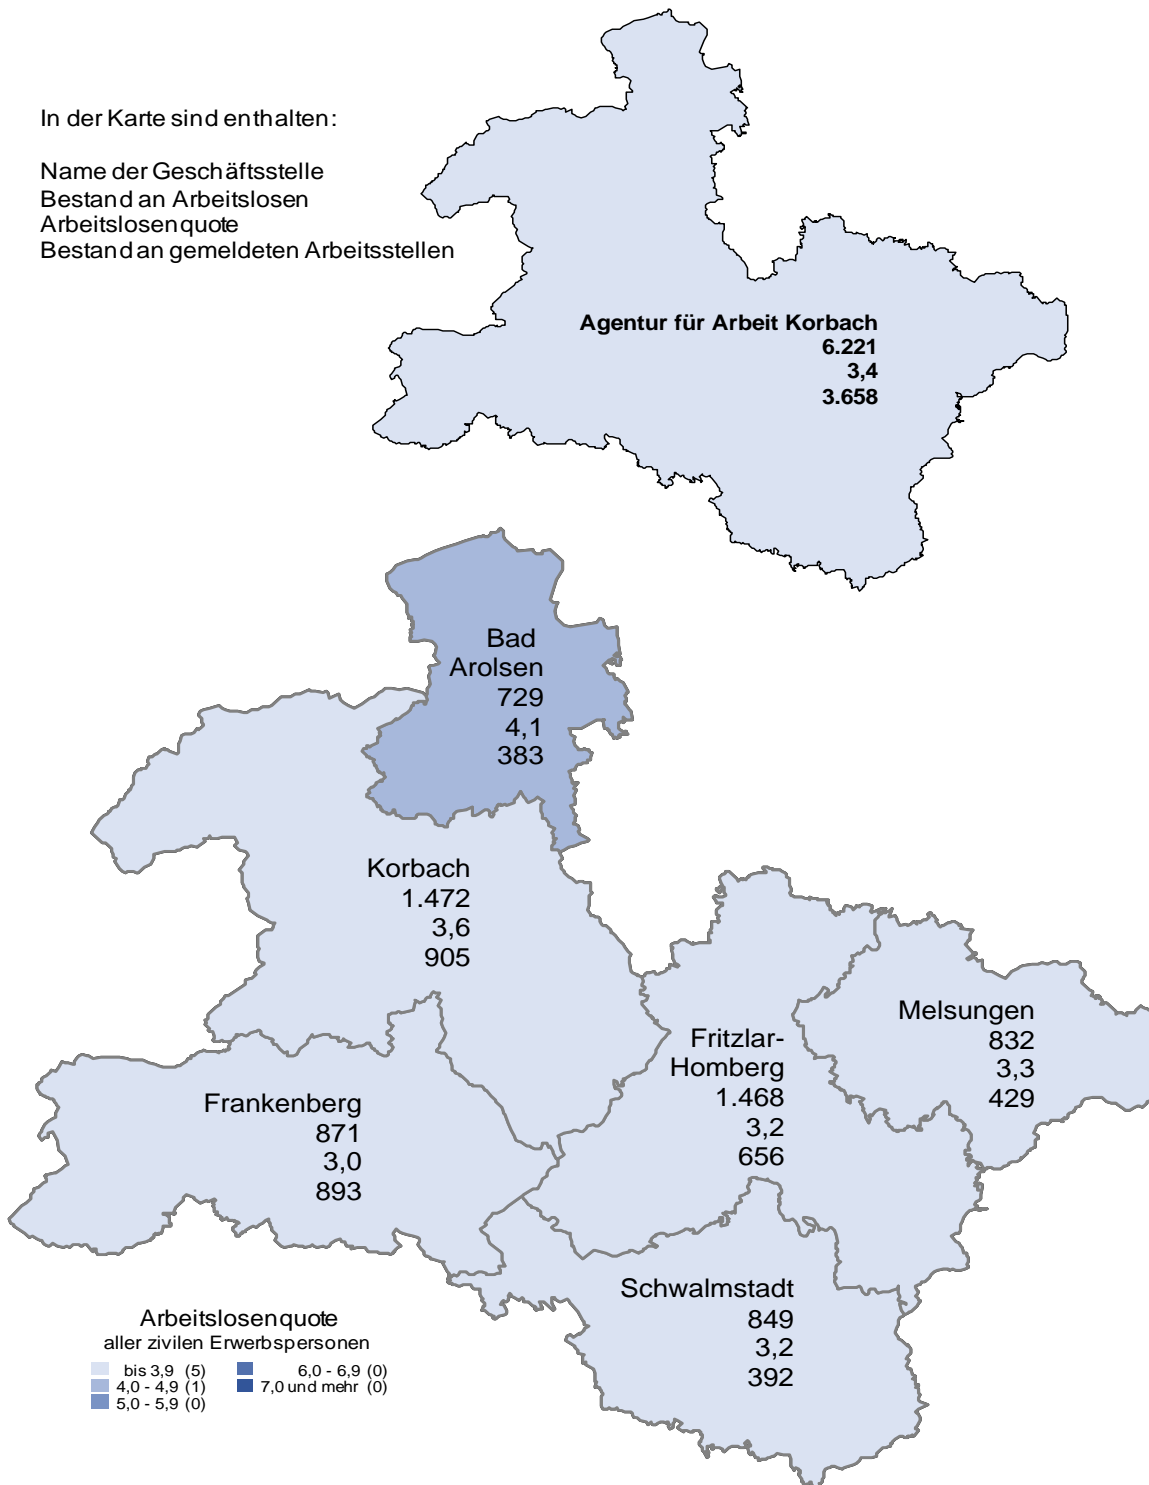 In der Karte sind enthalten:
Name der Geschäftsstelle
Bestand an Arbeitslosen
Arbeitslosenquote
Bestand an gemeldeten Arbeitsstellen
Agentur für Arbeit Korbach
6.221
3,4
3.658
Bad
Arolsen
729
4,1
383
Korbach
1.472
3,6
905
Melsungen
832
3,3
429
Fritzlar-
Homberg
1.468
3,2
656
Frankenberg
871
3,0
893
Schwalmstadt
849
3,2
392
Arbeitslosenquote
aller zivilen Erwerbspersonen
bis 3,9 (5)
4,0 - 4,9 (1)
5,0 - 5,9 (0)
6,0 - 6,9 (0)
7,0 und mehr (0)